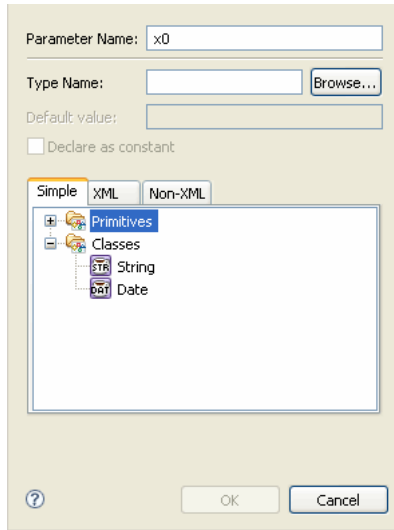 Parameter Name: x0
Type Name: Browse...
Default value:
Declare as constant
Simple XML Non-XML
Primitives
Classes
STR String
DAT Date
? OK Cancel